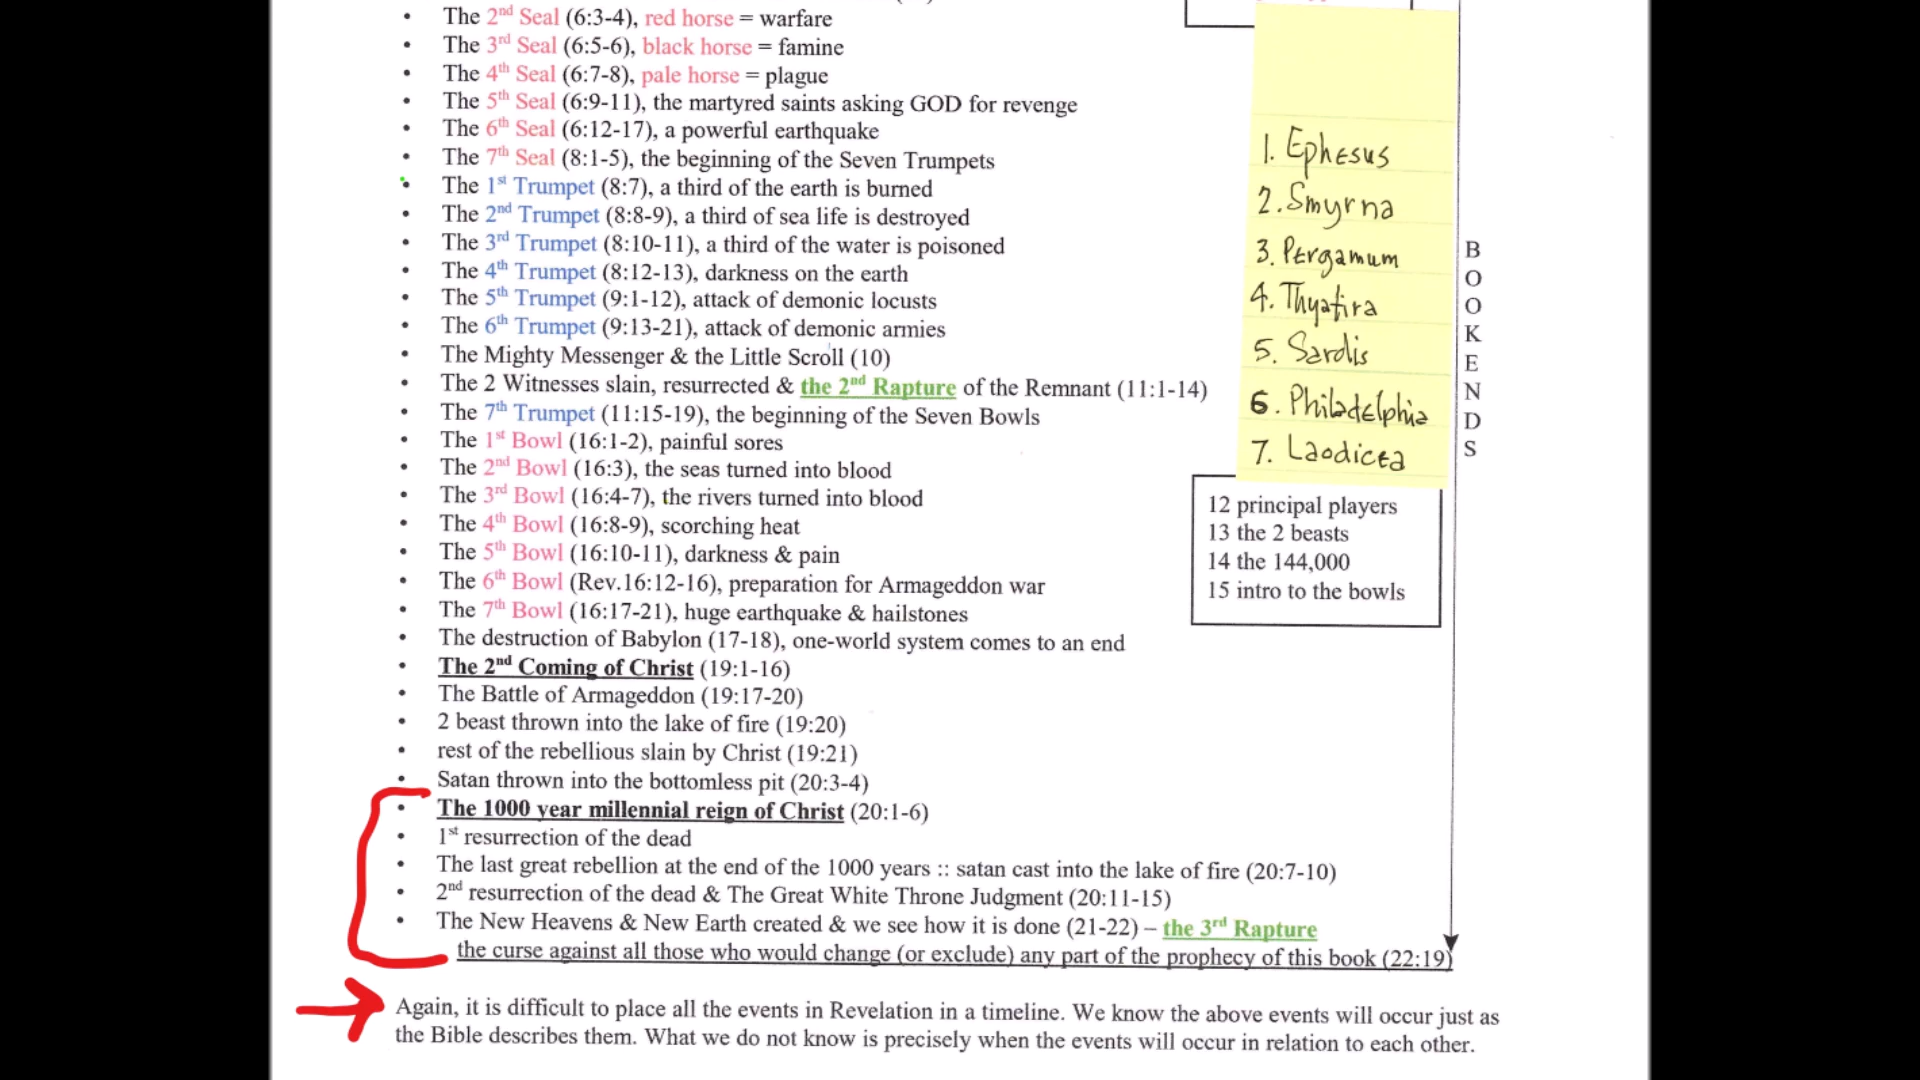 The 2nd Seal (6:3-4), red horse = warfare
The 3rd Seal (6:5-6), black horse = famine
The 4th Seal (6:7-8), pale horse = plague
The 5th Seal (6:9-11), the martyred saints asking GOD for revenge
The 6th Seal (6:12-17), a powerful earthquake
The 7th Seal (8:1-5), the beginning of the Seven Trumpets
The 1st Trumpet (8:7), a third of the earth is burned
The 2nd Trumpet (8:8-9), a third of sea life is destroyed
The 3rd Trumpet (8:10-11), a third of the water is poisoned
The 4th Trumpet (8:12-13), darkness on the earth
The 5th Trumpet (9:1-12), attack of demonic locusts
The 6th Trumpet (9:13-21), attack of demonic armies
The Mighty Messenger & the Little Scroll (10)
The 2 Witnesses slain, resurrected & the 2nd Rapture of the Remnant (11:1-14)
The 7th Trumpet (11:15-19), the beginning of the Seven Bowls
The 1st Bowl (16:1-2), painful sores
The 2nd Bowl (16:3), the seas turned into blood
The 3rd Bowl (16:4-7), the rivers turned into blood
The 4th Bowl (16:8-9), scorching heat
The 5th Bowl (16:10-11), darkness & pain
The 6th Bowl (Rev.16:12-16), preparation for Armageddon war
The 7th Bowl (16:17-21), huge earthquake & hailstones
The destruction of Babylon (17-18), one-world system comes to an end
The 2nd Coming of Christ (19:1-16)
The Battle of Armageddon (19:17-20)
2 beast thrown into the lake of fire (19:20)
rest of the rebellious slain by Christ (19:21)
Satan thrown into the bottomless pit (20:3-4)
The 1000 year millennial reign of Christ (20:1-6)
1st resurrection of the dead
The last great rebellion at the end of the 1000 years :: satan cast into the lake of fire (20:7-10)
2nd resurrection of the dead & The Great White Throne Judgment (20:11-15)
The New Heavens & New Earth created & we see how it is done (21-22) – the 3rd Rapture
the curse against all those who would change (or exclude) any part of the prophecy of this book (22:19)
Again, it is difficult to place all the events in Revelation in a timeline. We know the above events will occur just as
the Bible describes them. What we do not know is precisely when the events will occur in relation to each other.
1. Ephesus
2. Smyrna
3. Pergamum
4. Thyatira
5. Sardis
6. Philadelphia
7. Laodicea
12 principal players
13 the 2 beasts
14 the 144,000
15 intro to the bowls
B
O
O
K
E
N
D
S